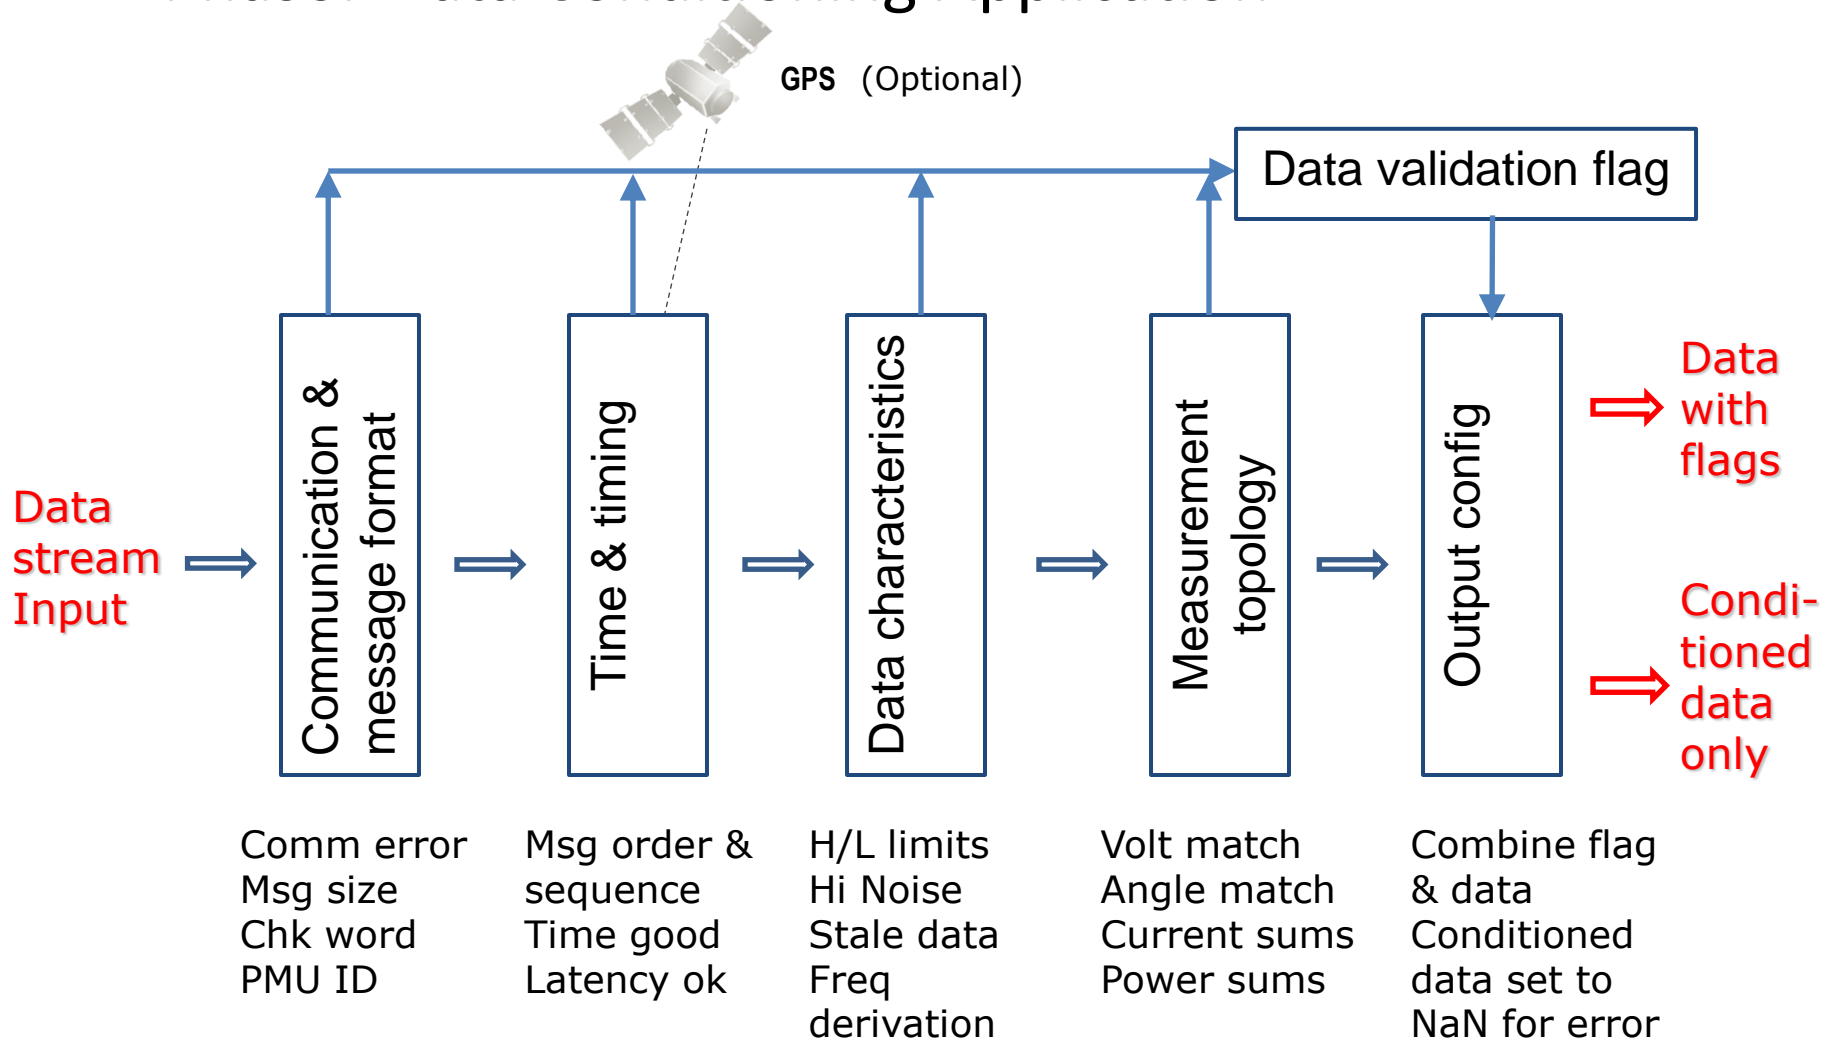 GPS (Optional)
Data validation flag
Data
stream
Input
Communication &
message format
Time & timing
Data characteristics
Measurement
topology
Output config
Data
with
flags
Condi-
tioned
data
only
Comm error
Msg size
Chk word
PMU ID
Msg order &
sequence
Time good
Latency ok
H/L limits
Hi Noise
Stale data
Freq
derivation
Volt match
Angle match
Current sums
Power sums
Combine flag
& data
Conditioned
data set to
NaN for error